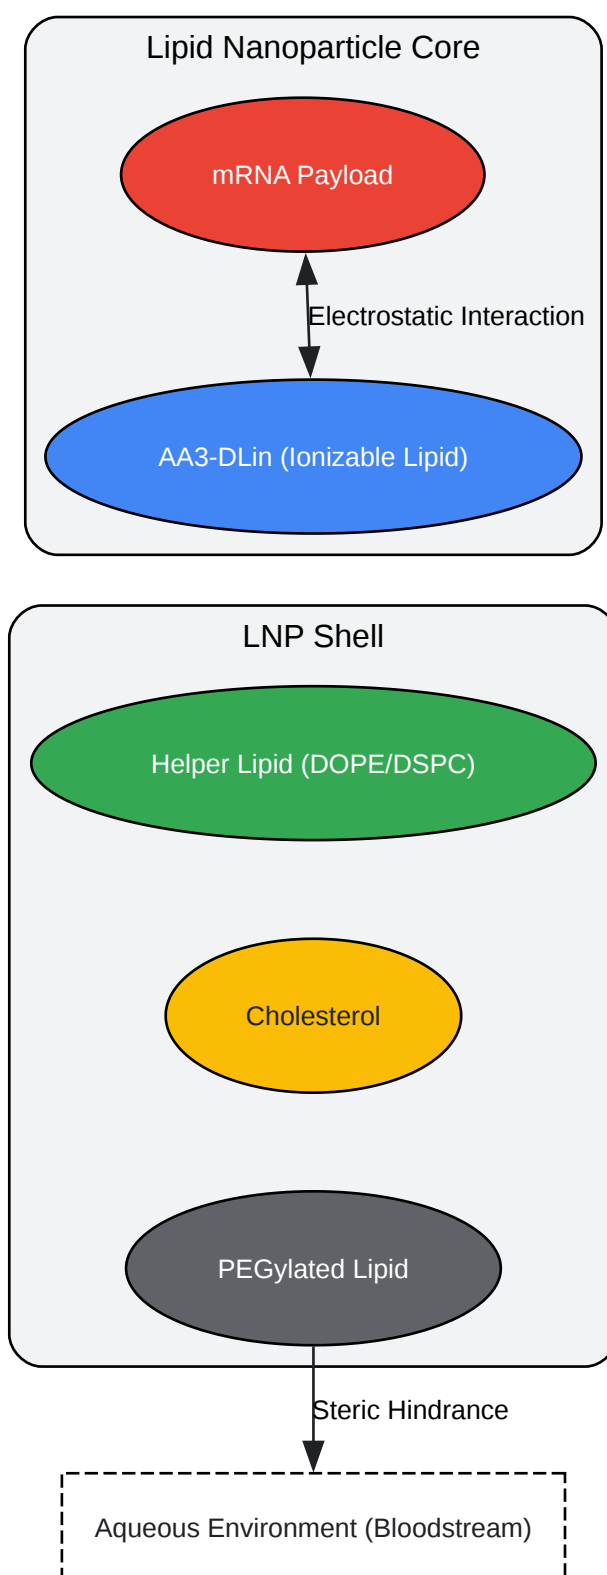 Lipid Nanoparticle Core
mRNA Payload
Electrostatic Interaction
AA3-DLin (Ionizable Lipid)
LNP Shell
Helper Lipid (DOPE/DSPC)
Cholesterol
PEGylated Lipid
Steric Hindrance
Aqueous Environment (Bloodstream)